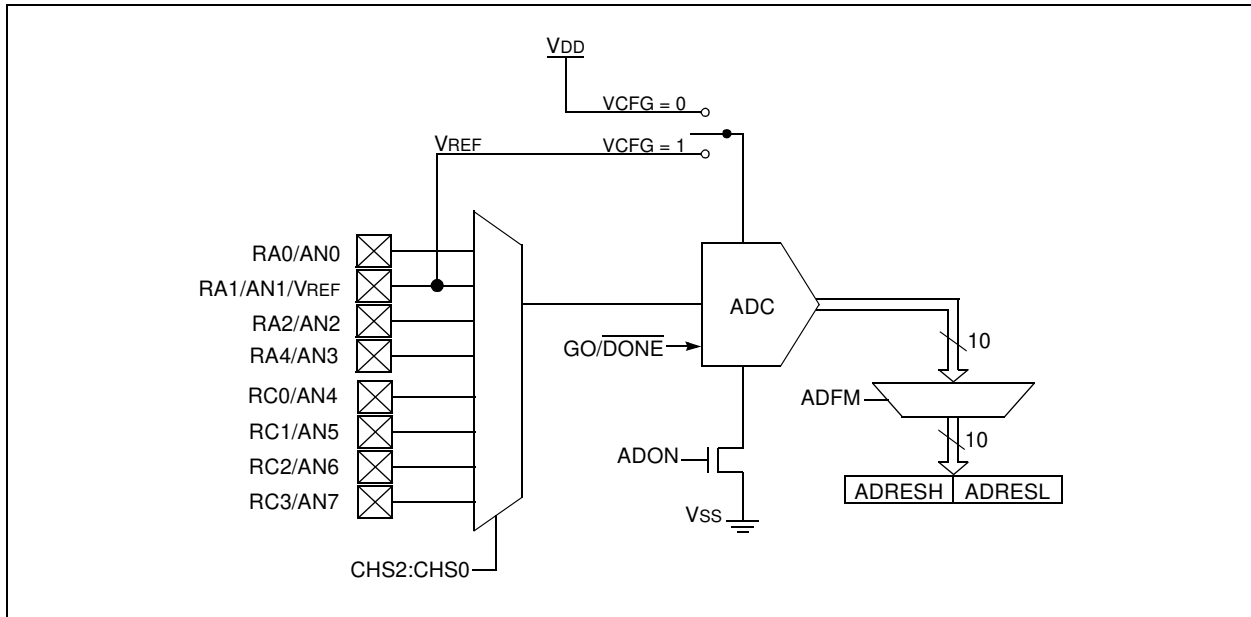 VDD
VCFG = 0
VREF
VCFG = 1
RA0/AN0
RA1/AN1/VREF
RA2/AN2
RA4/AN3
RC0/AN4
RC1/AN5
RC2/AN6
RC3/AN7
CHS2:CHS0
ADC
GO/DONE
10
ADFM
10
ADON
ADRESH ADRESL
VSS